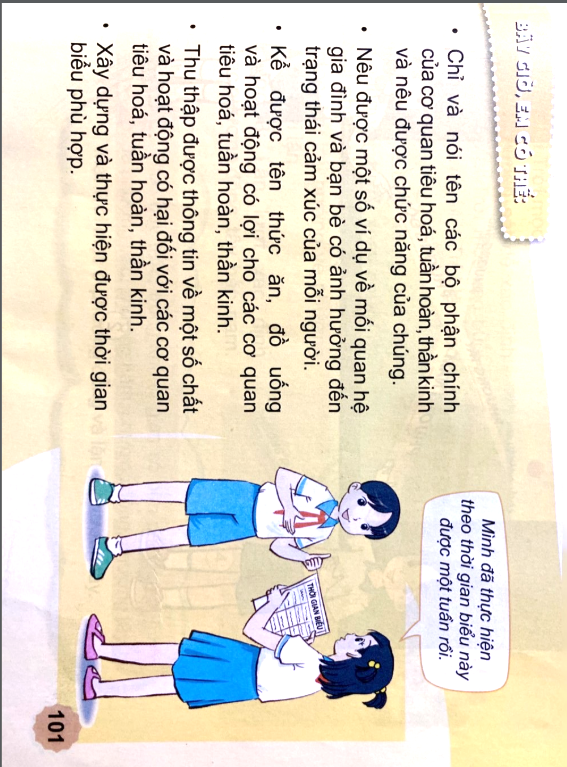 BÂY GIỜ, EM CÓ THỂ:
• Chỉ và nói tên các bộ phận chính
của cơ quan tiêu hoá, tuần hoàn, thần kinh
và nêu được chức năng của chúng.
• Nêu được một số ví dụ về mối quan hệ
gia đình và bạn bè có ảnh hưởng đến
trạng thái cảm xúc của mỗi người.
• Kể được tên thức ăn, đồ uống
và hoạt động có lợi cho các cơ quan
tiêu hoá, tuần hoàn, thần kinh.
• Thu thập được thông tin về một số chất
và hoạt động có hại đối với các cơ quan
tiêu hoá, tuần hoàn, thần kinh.
• Xây dựng và thực hiện được thời gian
biểu phù hợp.
Mình đã thực hiện
theo thời gian biểu này
được một tuần rồi.
THỜI GIAN BIỂU
101